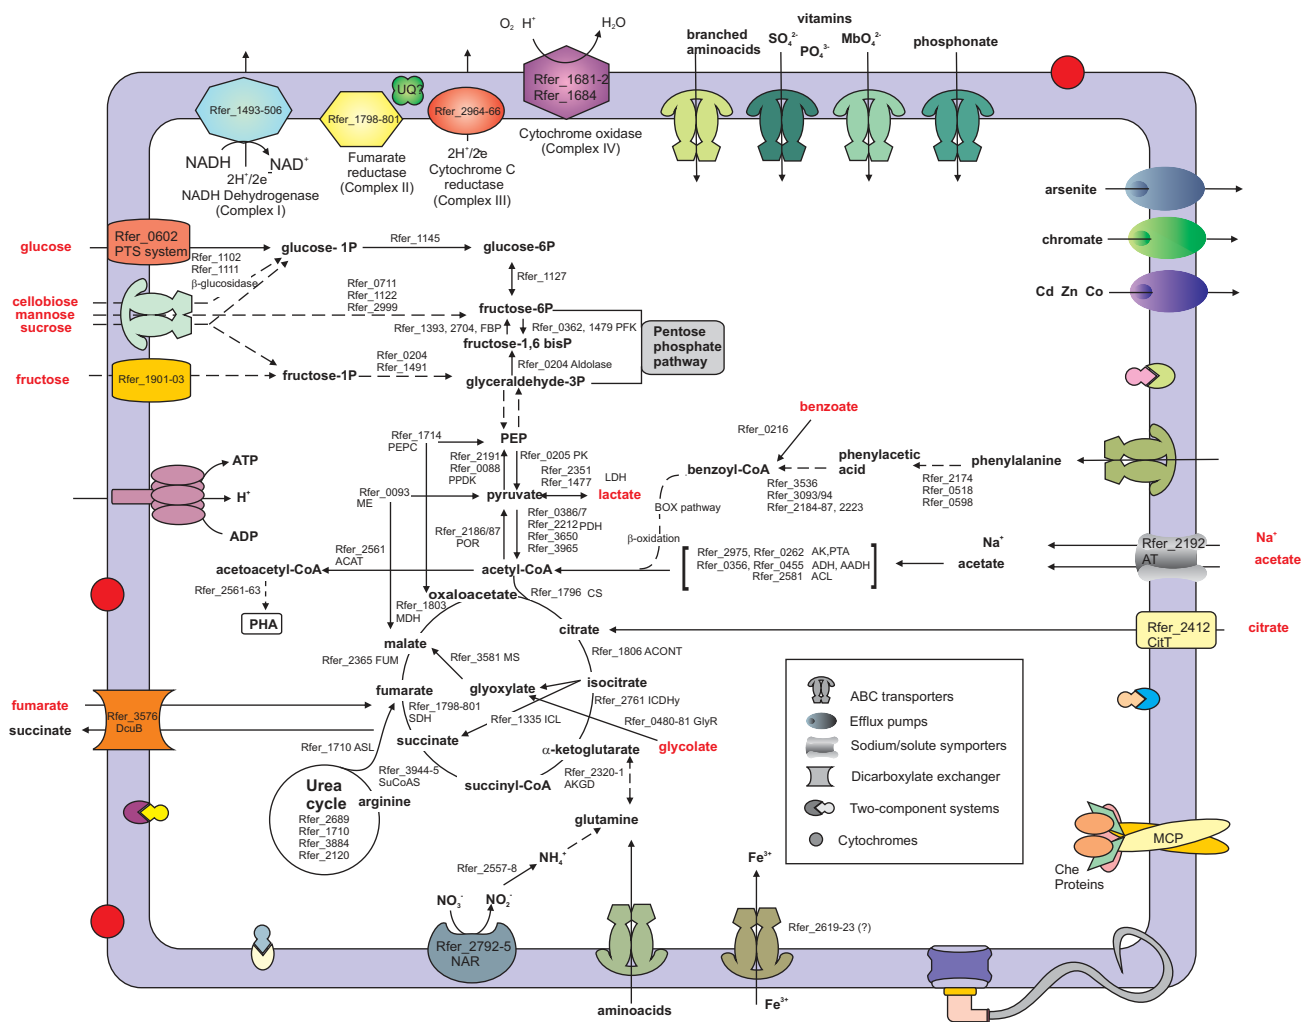 O₂ H⁺ H₂O
vitamins
branched
aminoacids
SO₄²⁻
PO₄³⁻
MbO₄²⁻
phosphonate
Rfer_1493-506
Rfer_1798-801
UQ?
Rfer_2964-66
Rfer_1681-2
Rfer_1684
NADH NAD⁺
2H⁺/2e⁻
NADH Dehydrogenase
(Complex I)
Fumarate
reductase
(Complex II)
2H⁺/2e
Cytochrome C
reductase
(Complex III)
Cytochrome oxidase
(Complex IV)
arsenite
chromate
Cd Zn Co
glucose
Rfer_0602
PTS system
Rfer_1102
Rfer_1111
β-glucosidase
glucose- 1P
Rfer_1145
glucose-6P
Rfer_1127
cellobiose
mannose
sucrose
Rfer_0711
Rfer_1122
Rfer_2999
fructose-6P
Rfer_1393, 2704, FBP
Rfer_0362, 1479 PFK
fructose-1,6 bisP
Pentose
phosphate
pathway
fructose
Rfer_1901-03
fructose-1P
Rfer_0204
Rfer_1491
Rfer_0204 Aldolase
glyceraldehyde-3P
benzoate
Rfer_0216
Rfer_1714
PEPC
PEP
Rfer_2191
Rfer_0088
PPDK
Rfer_0205 PK
Rfer_2351
Rfer_1477
LDH
lactate
pyruvate
Rfer_0093
ME
benzoyl-CoA
phenylacetic
acid
phenylalanine
Rfer_3536
Rfer_3093/94
Rfer_2184-87, 2223
Rfer_2174
Rfer_0518
Rfer_0598
BOX pathway
β-oxidation
ATP
H⁺
ADP
Rfer_2186/87
POR
Rfer_0386/7
Rfer_2212 PDH
Rfer_3650
Rfer_3965
Rfer_2561
ACAT
acetoacetyl-CoA
acetyl-CoA
Rfer_2975, Rfer_0262 AK,PTA
Rfer_0356, Rfer_0455 ADH, AADH
Rfer_2581 ACL
Na⁺
acetate
Rfer_2192
AT
Na⁺
acetate
Rfer_2561-63
PHA
oxaloacetate
Rfer_1796 CS
Rfer_1803
MDH
malate
citrate
Rfer_2412
CitT
citrate
Rfer_1806 ACONT
Rfer_2365 FUM
Rfer_3581 MS
isocitrate
Rfer_2761 ICDHy
fumarate
glyoxylate
Rfer_1798-801
SDH
Rfer_1335 ICL
Rfer_0480-81 GlyR
glycolate
fumarate
succinate
Rfer_3576
DcuB
Rfer_1710 ASL
succinate
α-ketoglutarate
Rfer_3944-5
SuCoAS
succinyl-CoA
Rfer_2320-1
AKGD
Urea
cycle
Rfer_2689
Rfer_1710
Rfer_3884
Rfer_2120
arginine
glutamine
NH₄⁺
Rfer_2557-8
NO₃⁻
NO₂⁻
Rfer_2792-5
NAR
aminoacids
Fe³⁺
Rfer_2619-23 (?)
Fe³⁺
ABC transporters
Efflux pumps
Sodium/solute symporters
Dicarboxylate exchanger
Two-component systems
Cytochromes
MCP
Che
Proteins